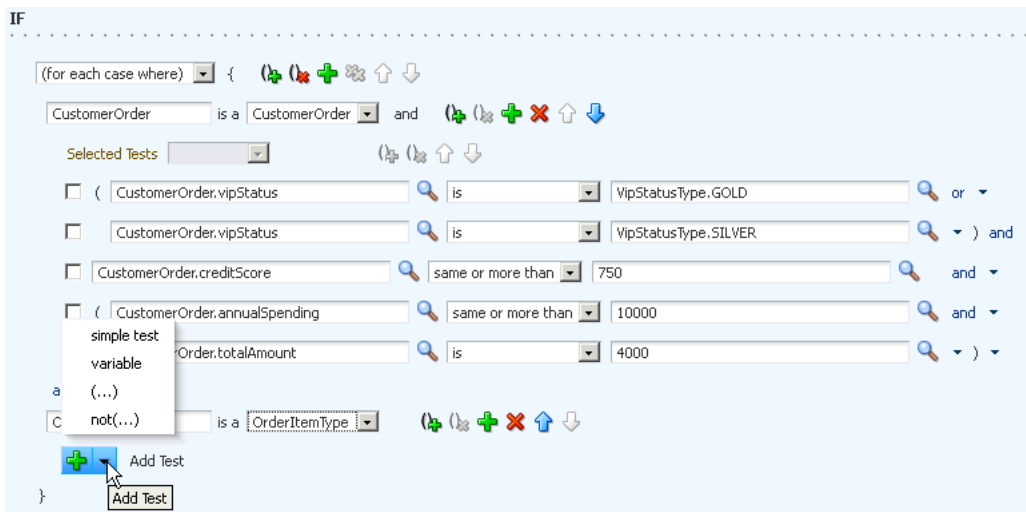 IF
(for each case where) {
CustomerOrder is a CustomerOrder and
Selected Tests
( CustomerOrder.vipStatus is VipStatusType.GOLD or
CustomerOrder.vipStatus is VipStatusType.SILVER ) and
CustomerOrder.creditScore same or more than 750 and
( CustomerOrder.annualSpending same or more than 10000 and
rOrder.totalAmount is 4000 )
simple test
variable
(...)
not(...)
is a OrderItemType
Add Test
Add Test
}